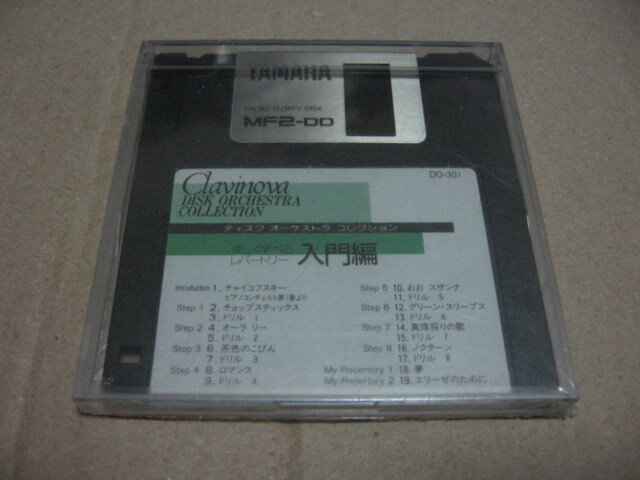 YAMAHA
MICRO FLOPPY DISK
MF2-DD
DO-301
Clavinova
DISK ORCHESTRA
COLLECTION
ディスク オーケストラ コレクション
楽しく学べる
レパートリー 入門編
Introduction 1. チャイコフスキー
ピアノコンチェルト第1番より
Step 1 2. チョップスティックス
3. ドリル 1
Step 2 4. オーラ リー
5. ドリル 2
Step 3 6. 茶色のこびん
7. ドリル 3
Step 4 8. ロマンス
9. ドリル 4
Step 5 10. おお スザンナ
11. ドリル 5
Step 6 12. グリーン・スリーブス
13. ドリル 6
Step 7 14. 真珠採りの歌
15. ドリル 7
Step 8 16. ノクターン
17. ドリル 8
My Repertory 1 18. 夢
My Repertory 2 19. エリーゼのために